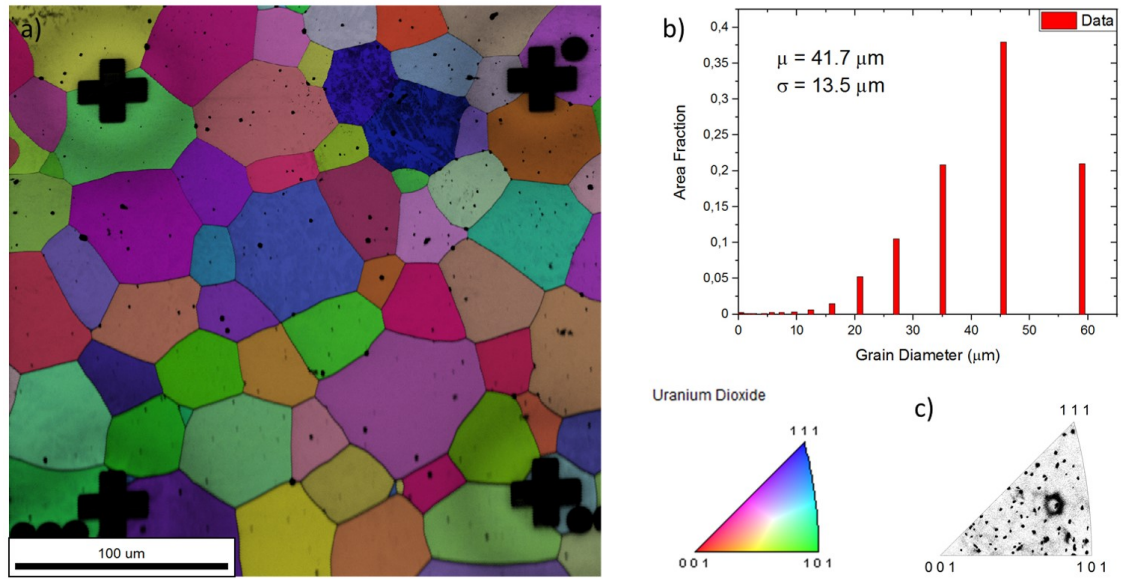 a)
100 um
b)
Data
μ = 41.7 μm
σ = 13.5 μm
Area Fraction
0,4
0,35
0,3
0,25
0,2
0,15
0,1
0,05
0
0 10 20 30 40 50 60
Grain Diameter (μm)
Uranium Dioxide
1 1 1
0 0 1 1 0 1
c)
1 1 1
0 0 1 1 0 1